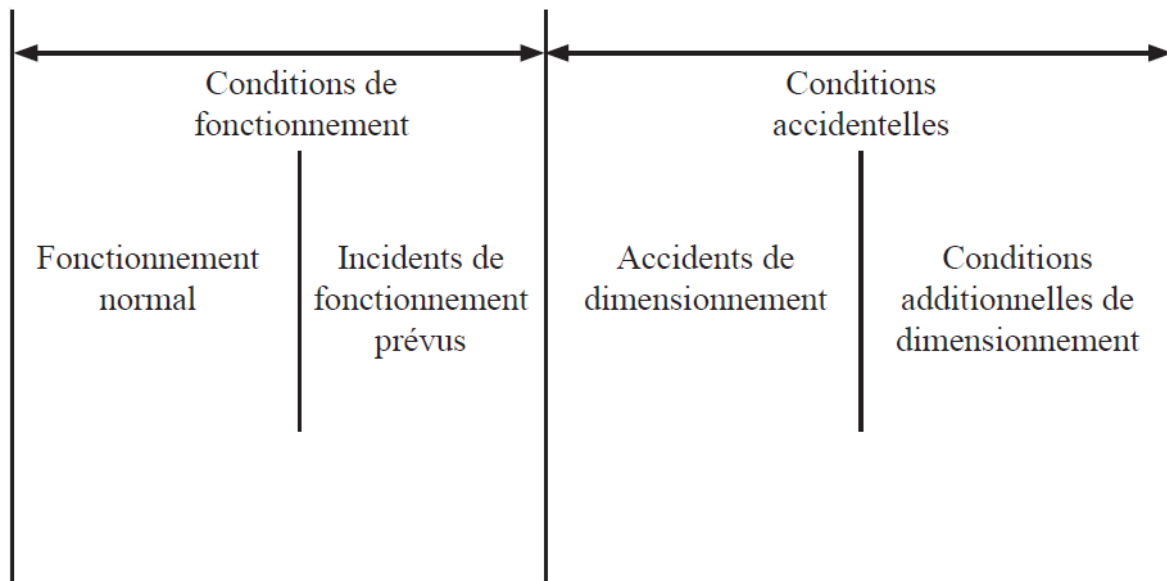 Conditions de
fonctionnement
Conditions
accidentelles
Fonctionnement
normal
Incidents de
fonctionnement
prévus
Accidents de
dimensionnement
Conditions
additionnelles de
dimensionnement